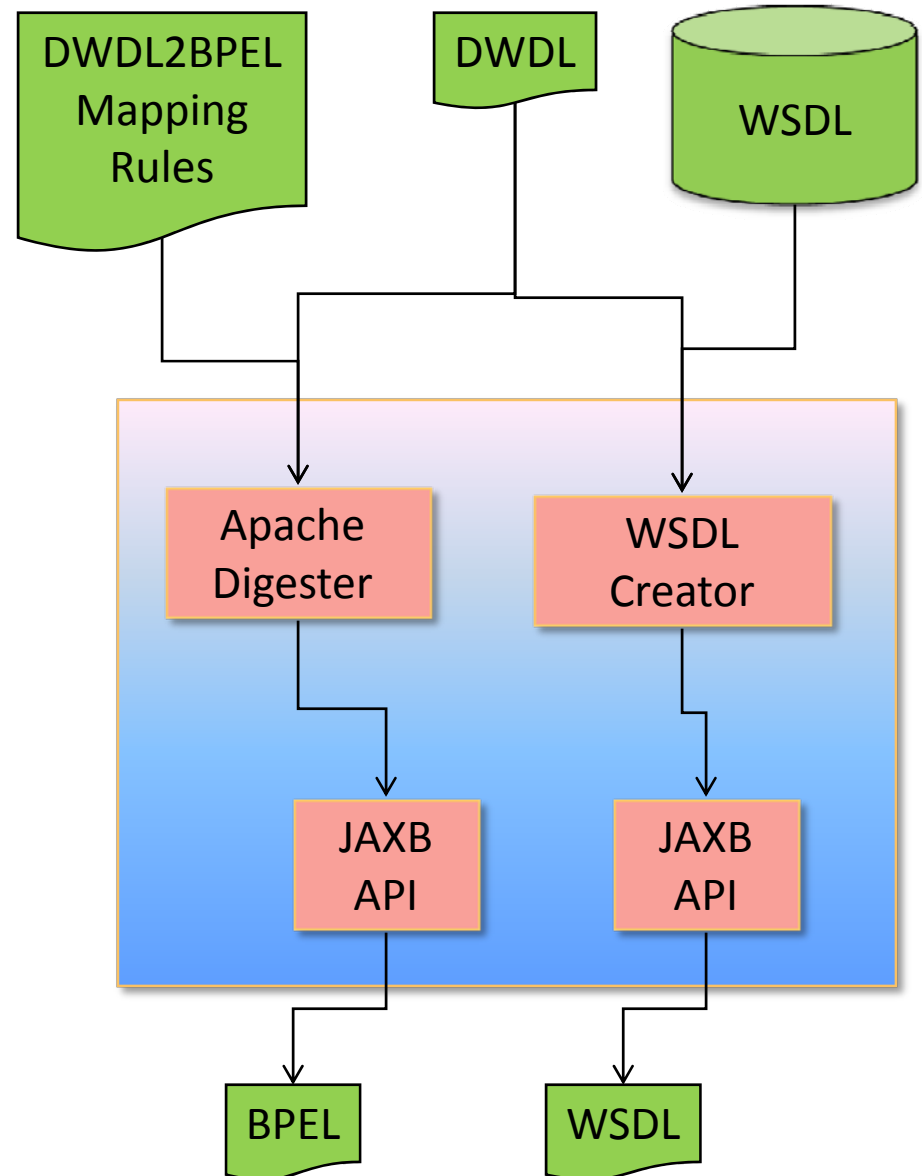 DWDL2BPEL
Mapping
Rules
DWDL
WSDL
Apache
Digester
WSDL
Creator
JAXB
API
JAXB
API
BPEL
WSDL